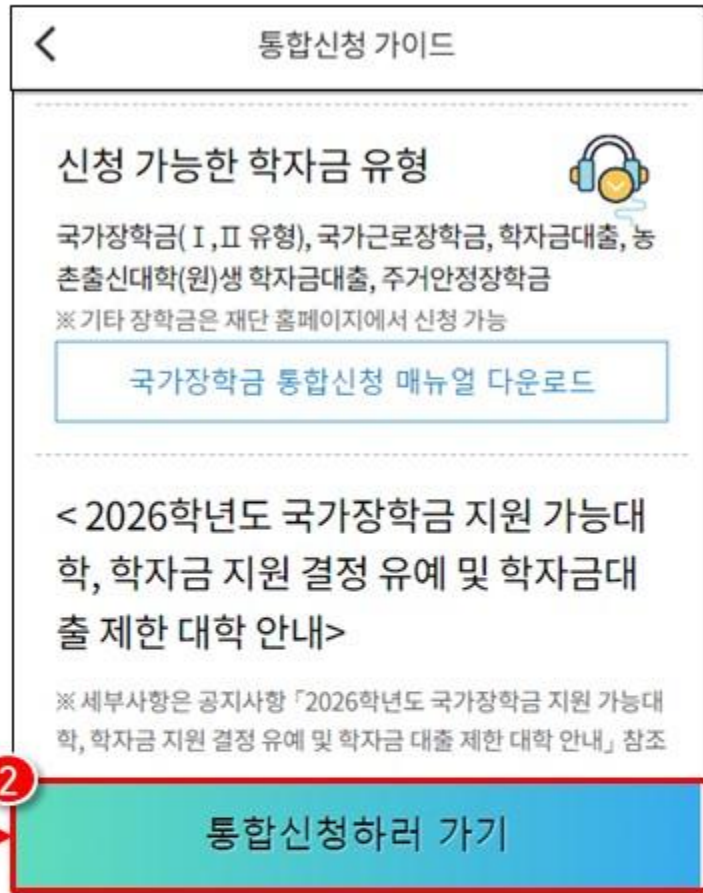 통합신청 가이드
신청 가능한 학자금 유형
국가장학금(Ⅰ,Ⅱ 유형), 국가근로장학금, 학자금대출, 농
촌출신대학(원)생 학자금대출, 주거안정장학금
※ 기타 장학금은 재단 홈페이지에서 신청 가능
국가장학금 통합신청 매뉴얼 다운로드
< 2026학년도 국가장학금 지원 가능대
학, 학자금 지원 결정 유예 및 학자금대
출 제한 대학 안내>
※ 세부사항은 공지사항 「2026학년도 국가장학금 지원 가능대
학, 학자금 지원 결정 유예 및 학자금 대출 제한 대학 안내」 참조
2
통합신청하러 가기